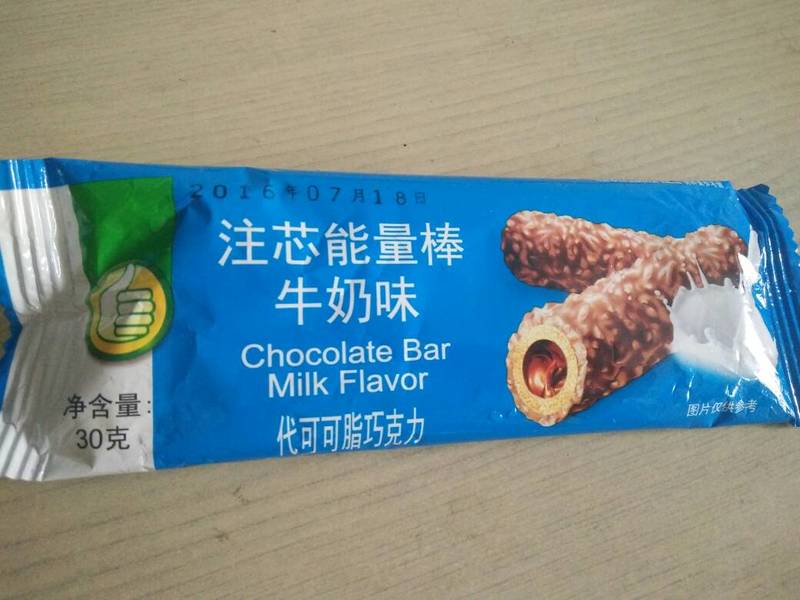 2016年07月18日
注芯能量棒
牛奶味
Chocolate Bar
Milk Flavor
代可可脂巧克力
净含量:
30克
图片仅供参考